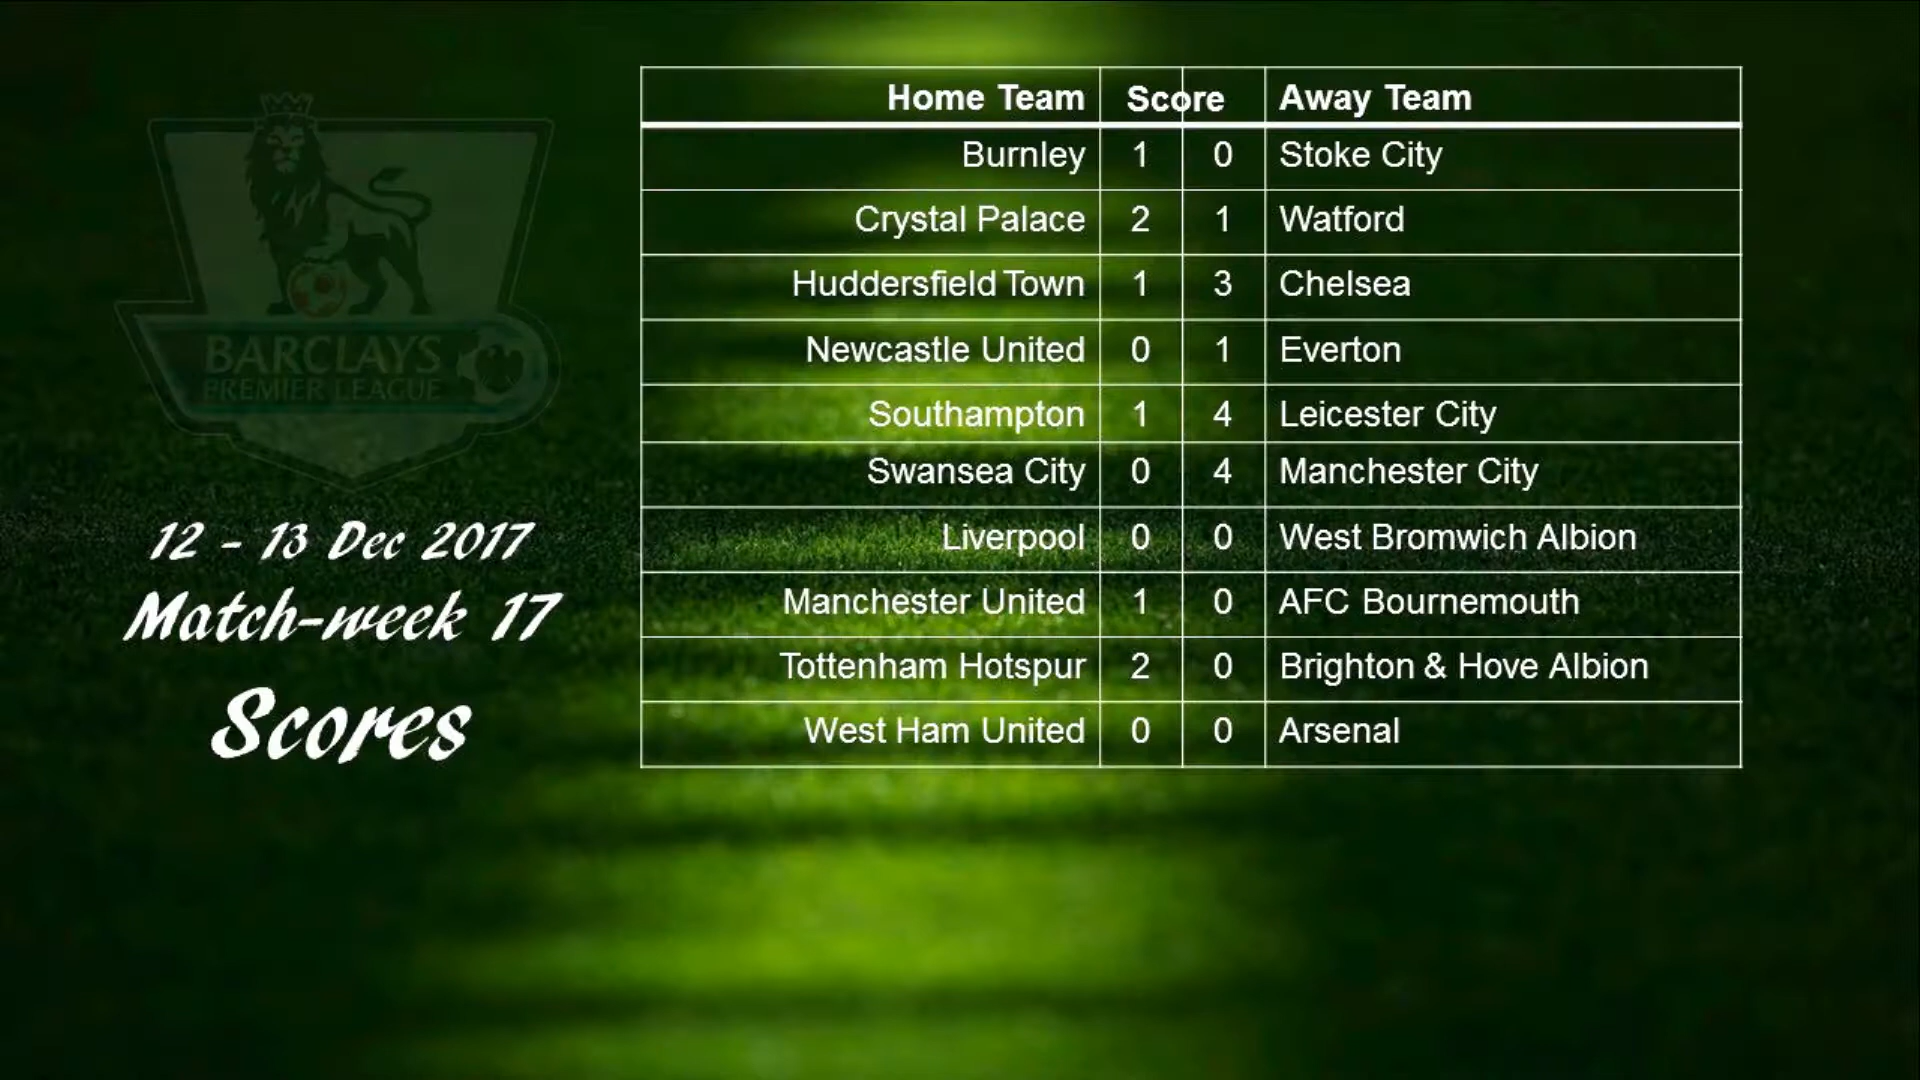 BARCLAYS
PREMIER LEAGUE
12 - 13 Dec 2017
Match-week 17
Scores
Home Team Score Away Team
Burnley 1 0 Stoke City
Crystal Palace 2 1 Watford
Huddersfield Town 1 3 Chelsea
Newcastle United 0 1 Everton
Southampton 1 4 Leicester City
Swansea City 0 4 Manchester City
Liverpool 0 0 West Bromwich Albion
Manchester United 1 0 AFC Bournemouth
Tottenham Hotspur 2 0 Brighton & Hove Albion
West Ham United 0 0 Arsenal